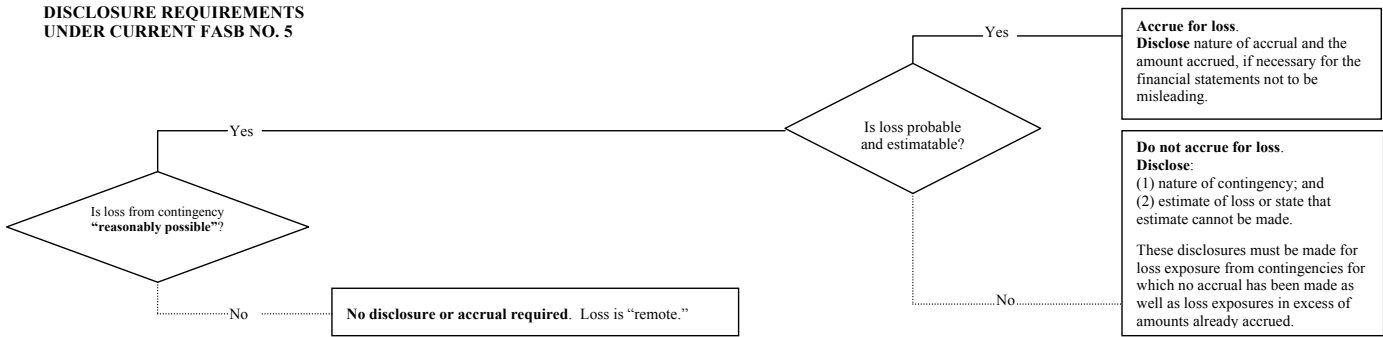 DISCLOSURE REQUIREMENTS
UNDER CURRENT FASB NO. 5
Yes
Accrue for loss.
Disclose nature of accrual and the
amount accrued, if necessary for the
financial statements not to be
misleading.
Yes
Is loss probable
and estimatable?
Do not accrue for loss.
Disclose:
(1) nature of contingency; and
(2) estimate of loss or state that
estimate cannot be made.
These disclosures must be made for
loss exposure from contingencies for
which no accrual has been made as
well as loss exposures in excess of
amounts already accrued.
Is loss from contingency
“reasonably possible”?
No
No
No disclosure or accrual required. Loss is “remote.”